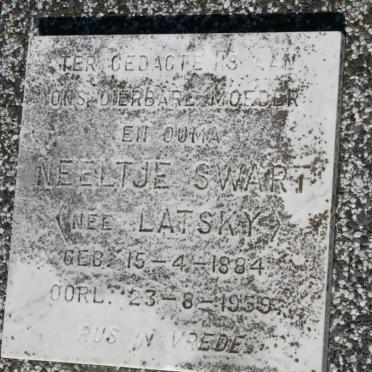 TER GEDAGTENIS AAN
ONS DIERBARE MOEDER
EN OUMA
NEELTJE SWART
(NEE LATSKY)
GEB. 15-4-1884
OORL. 23-8-1959
RUS IN VREDE